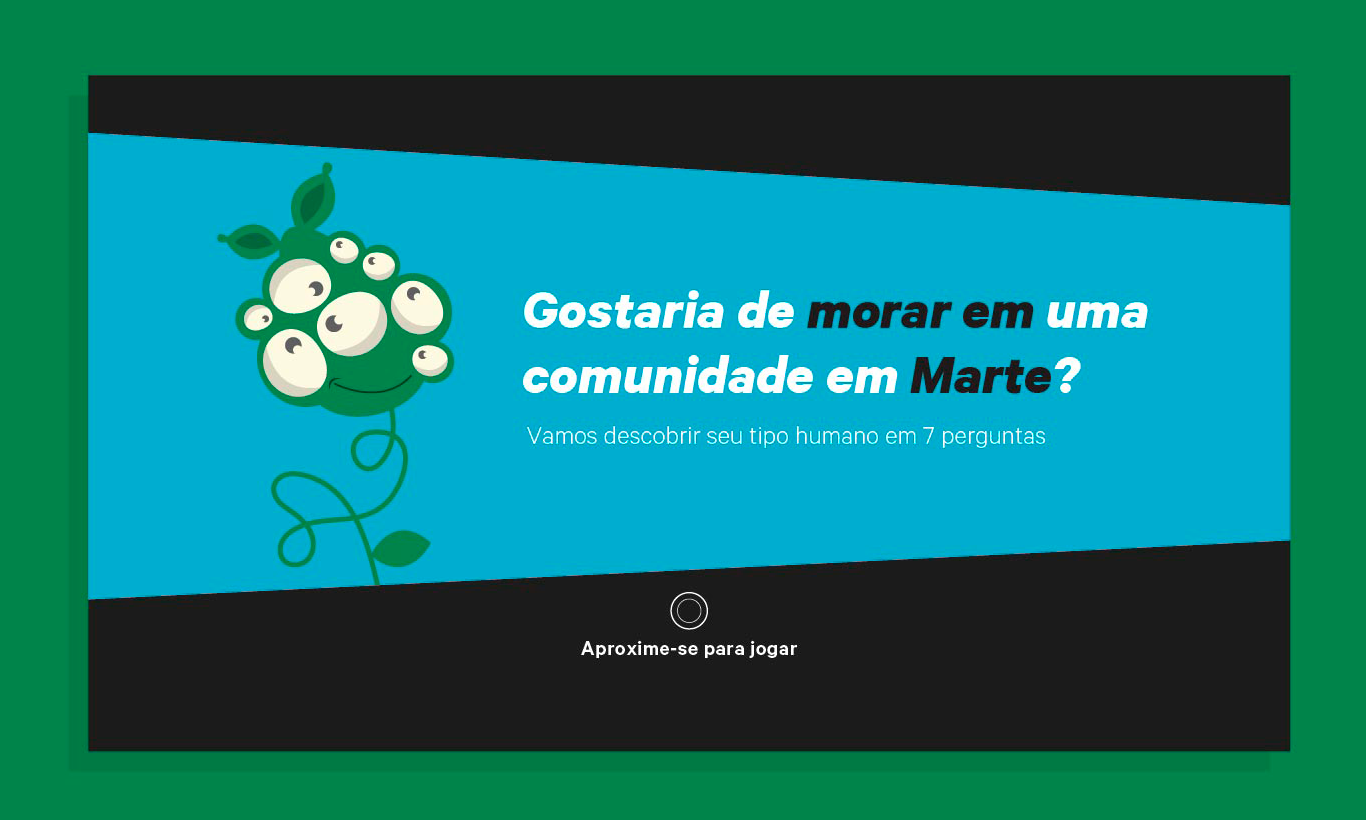 Gostaria de morar em uma
comunidade em Marte?
Vamos descobrir seu tipo humano em 7 perguntas
Aproxime-se para jogar